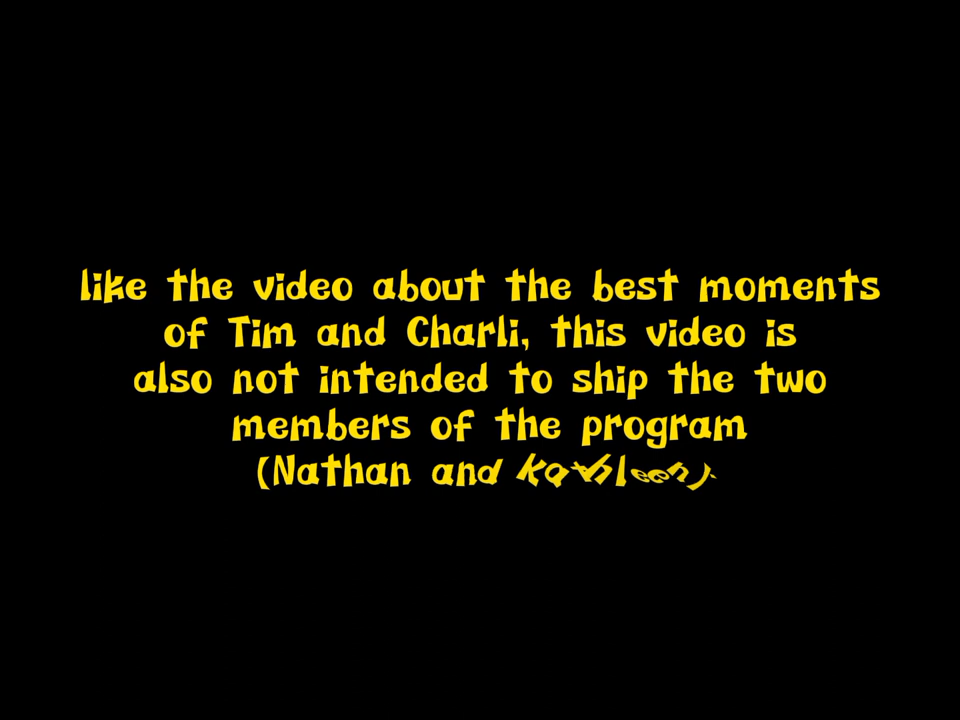 like the video about the best moments
of Tim and Charli, this video is
also not intended to ship the two
members of the program
(Nathan and Kathleen).